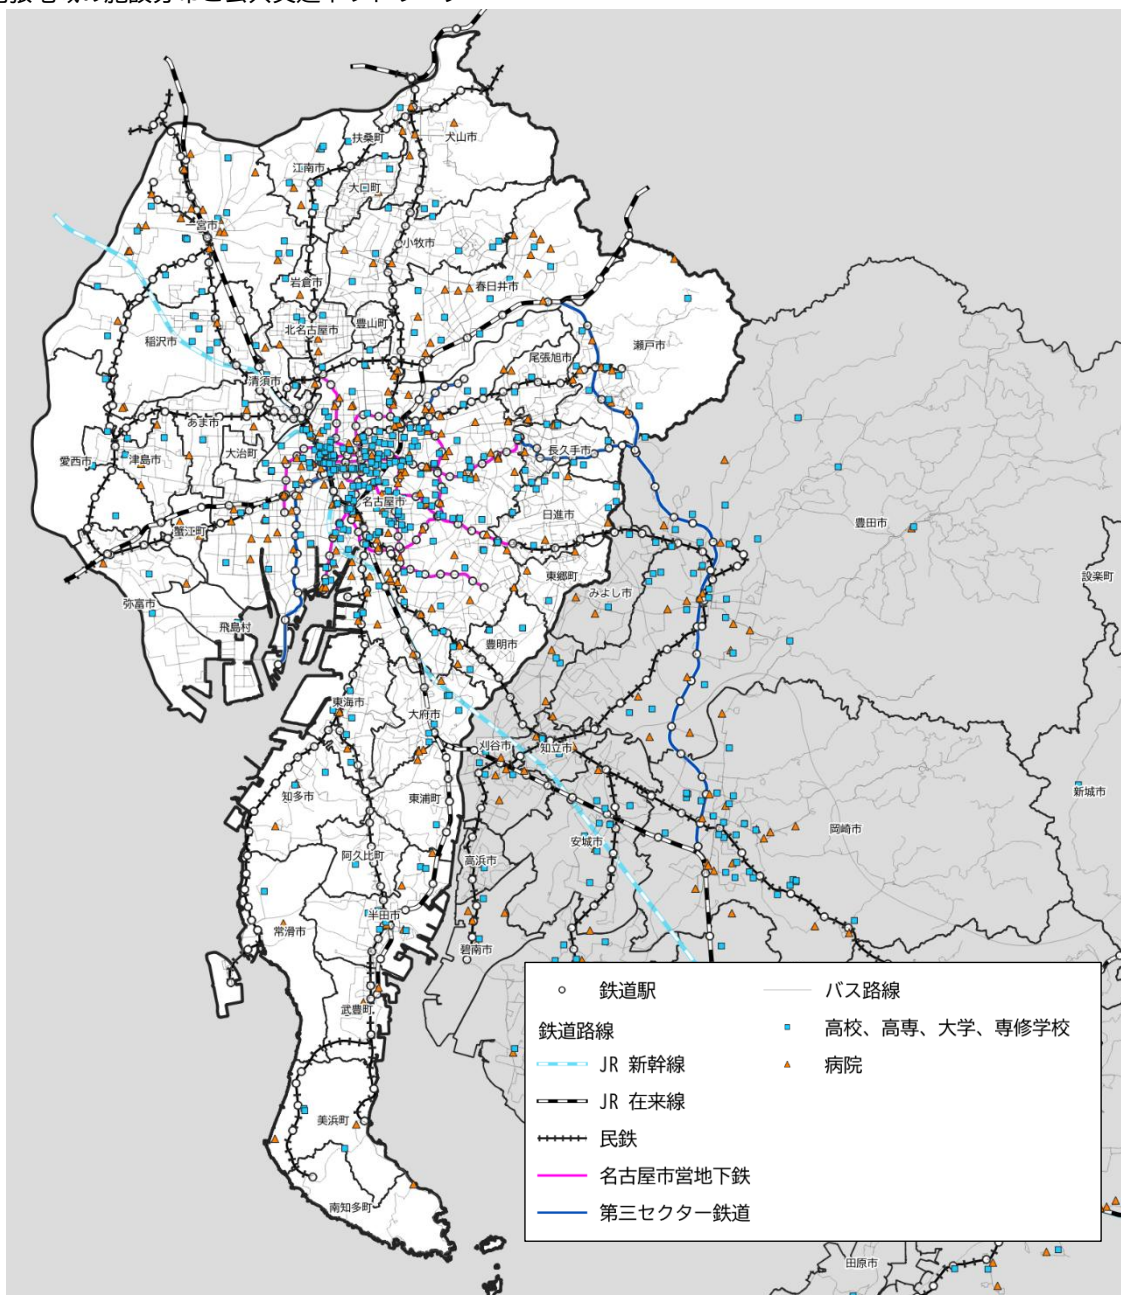 扶桑町
犬山市
江南市
大口町
一宮市
小牧市
岩倉市
春日井市
北名古屋市
豊山町
稲沢市
尾張旭市
瀬戸市
清須市
あま市
愛西市
津島市
大治町
長久手市
名古屋市
日進市
豊田市
蟹江町
東郷町
みよし市
設楽町
弥富市
飛島村
豊明市
東海市
大府市
刈谷市
知立市
知多市
東浦町
新城市
岡崎市
安城市
阿久比町
高浜市
半田市
常滑市
碧南市
武豊町
美浜町
南知多町
田原市
鉄道駅
鉄道路線
JR 新幹線
JR 在来線
民鉄
名古屋市営地下鉄
第三セクター鉄道
バス路線
高校、高専、大学、専修学校
病院